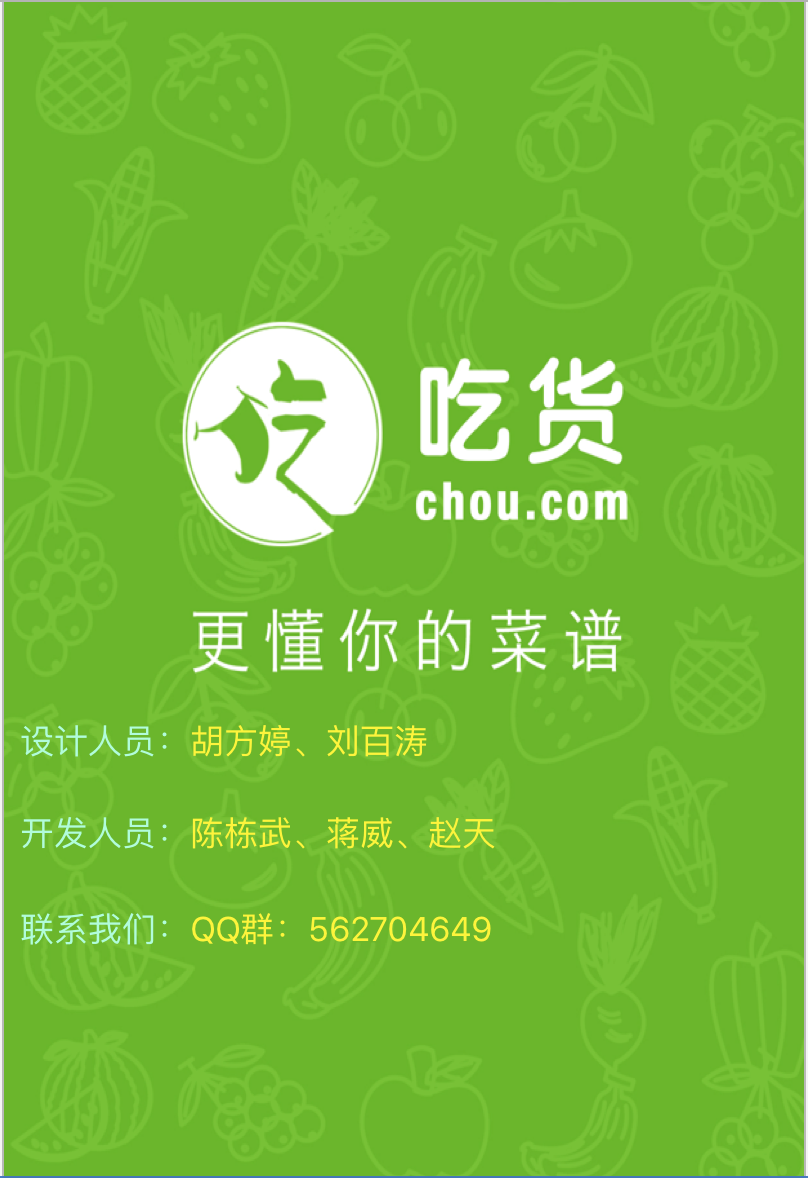 吃货
chou.com
更懂你的菜谱
设计人员：胡方婷、刘百涛
开发人员：陈栋武、蒋威、赵天
联系我们：QQ群：562704649